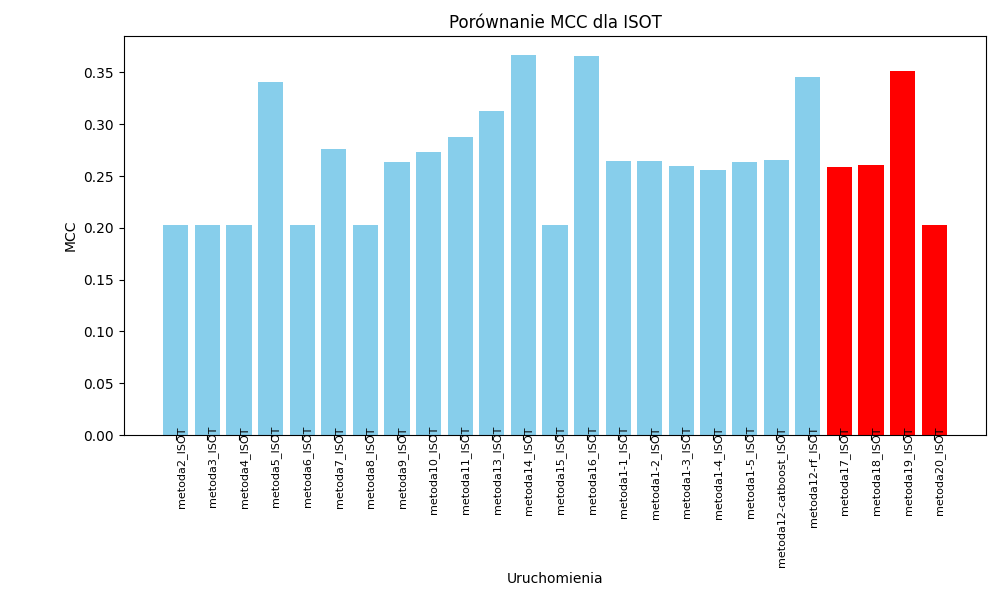 Porównanie MCC dla ISOT
MCC
0.35
0.30
0.25
0.20
0.15
0.10
0.05
0.00
metoda2_ISOT
metoda3_ISOT
metoda4_ISOT
metoda5_ISOT
metoda6_ISOT
metoda7_ISOT
metoda8_ISOT
metoda9_ISOT
metoda10_ISOT
metoda11_ISOT
metoda13_ISOT
metoda14_ISOT
metoda15_ISOT
metoda16_ISOT
metoda1-1_ISOT
metoda1-2_ISOT
metoda1-3_ISOT
metoda1-4_ISOT
metoda1-5_ISOT
metoda12-catboost_ISOT
metoda12-rf_ISOT
metoda17_ISOT
metoda18_ISOT
metoda19_ISOT
metoda20_ISOT
Uruchomienia